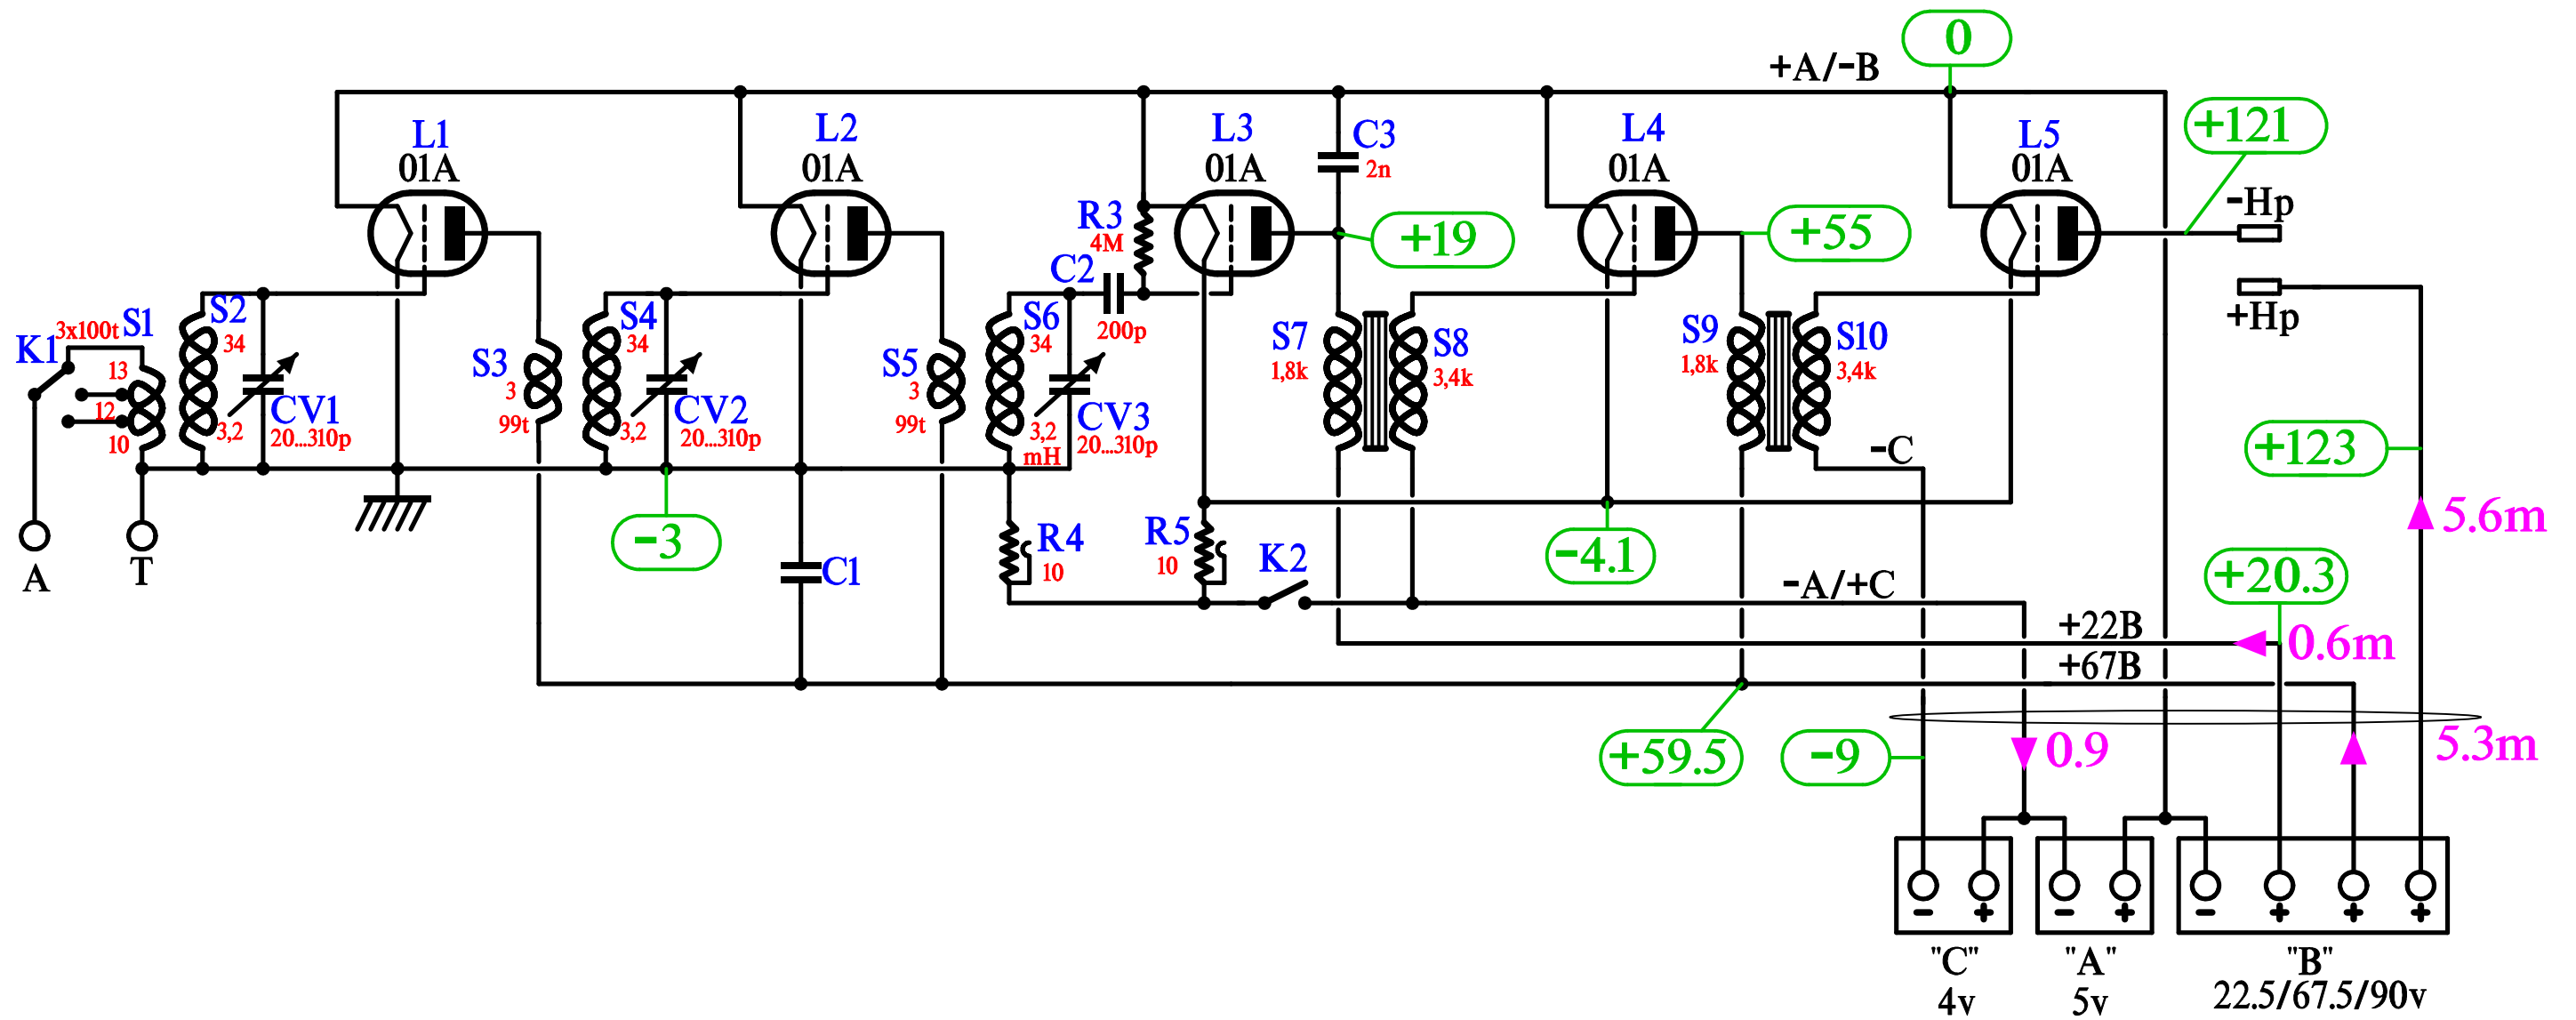 0
+A/-B
+121
L1
01A
L2
01A
L3
01A
C3
2n
L4
01A
L5
01A
-Hp
+Hp
R3
4M
C2
200p
+19
+55
K1
3x100t
S1
13
12
10
S2
34
3,2
CV1
20...310p
S3
3
99t
S4
34
3,2
CV2
20...310p
S5
3
99t
S6
34
3,2
mH
CV3
20...310p
S7
1,8k
S8
3,4k
S9
1,8k
S10
3,4k
-C
+123
5.6m
A
T
-3
C1
R4
10
R5
10
K2
-4.1
-A/+C
+20.3
+22B
0.6m
+67B
+59.5
-9
0.9
5.3m
- + - + - + + +
"C"
4v
"A"
5v
"B"
22.5/67.5/90v